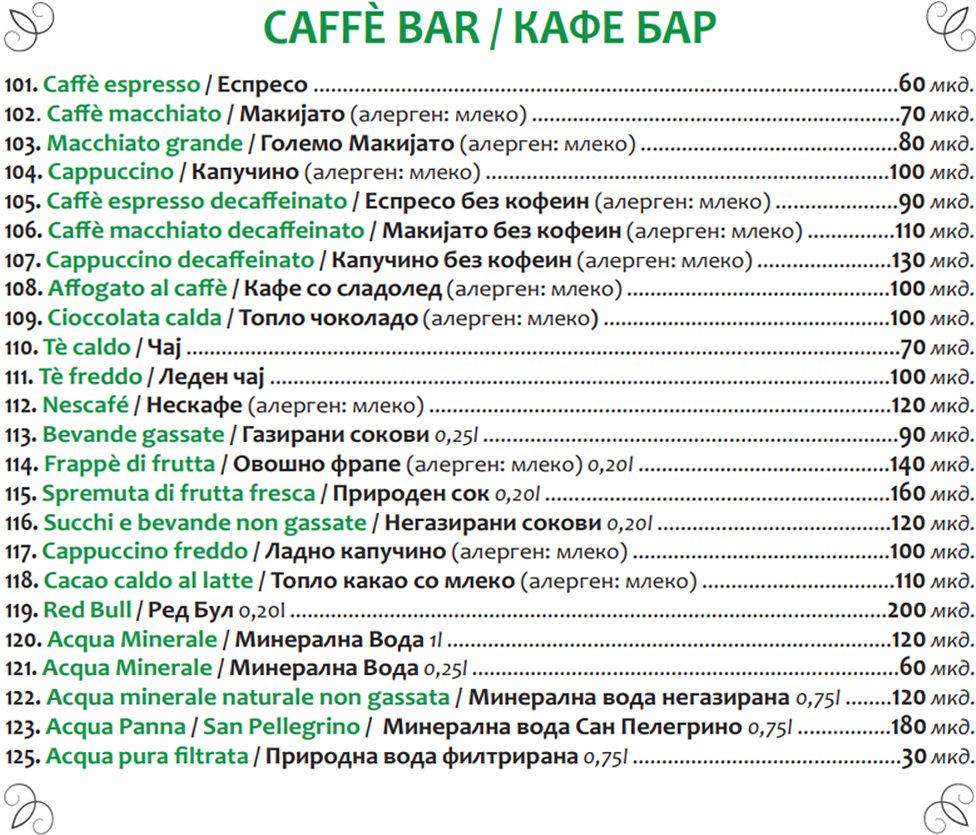 CAFFÈ BAR / КАФЕ БАР
101. Caffè espresso / Еспресо ........................................................60 мкд.
102. Caffè macchiato / Макијато (алерген: млеко) ........................................................70 мкд.
103. Macchiato grande / Големо Макијато (алерген: млеко) ........................................80 мкд.
104. Cappuccino / Капучино (алерген: млеко) ........................................................100 мкд.
105. Caffè espresso decaffeinato / Еспресо без кофеин (алерген: млеко) ....................90 мкд.
106. Caffè macchiato decaffeinato / Макијато без кофеин (алерген: млеко) ..............110 мкд.
107. Cappuccino decaffeinato / Капучино без кофеин (алерген: млеко) ......................130 мкд.
108. Affogato al caffè / Кафе со сладолед (алерген: млеко) ........................................100 мкд.
109. Cioccolata calda / Топло чоколадо (алерген: млеко) ............................................100 мкд.
110. Tè caldo / Чај ........................................................70 мкд.
111. Tè freddo / Леден чај ........................................................100 мкд.
112. Nescafé / Нескафе (алерген: млеко) ........................................................120 мкд.
113. Bevande gassate / Газирани сокови 0,25l ........................................................90 мкд.
114. Frappè di frutta / Овошно фрапе (алерген: млеко) 0,20l ........................................140 мкд.
115. Spremuta di frutta fresca / Природен сок 0,20l ........................................................160 мкд.
116. Succhi e bevande non gassate / Негазирани сокови 0,20l ....................................120 мкд.
117. Cappuccino freddo / Ладно капучино (алерген: млеко) ........................................100 мкд.
118. Cacao caldo al latte / Топло какао со млеко (алерген: млеко) ..............................110 мкд.
119. Red Bull / Ред Бул 0,20l ........................................................200 мкд.
120. Acqua Minerale / Минерална Вода 1l ........................................................120 мкд.
121. Acqua Minerale / Минерална Вода 0,25l ........................................................60 мкд.
122. Acqua minerale naturale non gassata / Минерална вода негазирана 0,75l ........120 мкд.
123. Acqua Panna / San Pellegrino / Минерална вода Сан Пелегрино 0,75l ................180 мкд.
125. Acqua pura filtrata / Природна вода филтрирана 0,75l ........................................30 мкд.